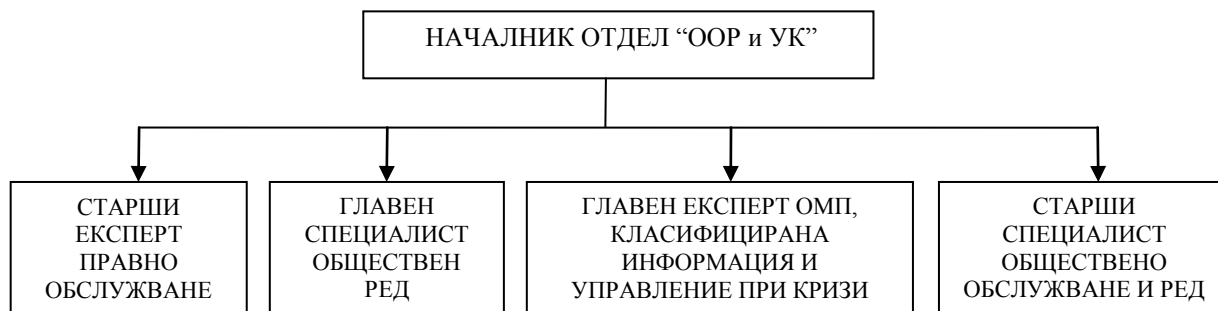 НАЧАЛНИК ОТДЕЛ “ООР и УК”
СТАРШИ
ЕКСПЕРТ
ПРАВНО
ОБСЛУЖВАНЕ
ГЛАВЕН
СПЕЦИАЛИСТ
ОБЩЕСТВЕН
РЕД
ГЛАВЕН ЕКСПЕРТ ОМП,
КЛАСИФИЦИРАНА
ИНФОРМАЦИЯ И
УПРАВЛЕНИЕ ПРИ КРИЗИ
СТАРШИ
СПЕЦИАЛИСТ
ОБЩЕСТВЕНО
ОБСЛУЖВАНЕ И РЕД